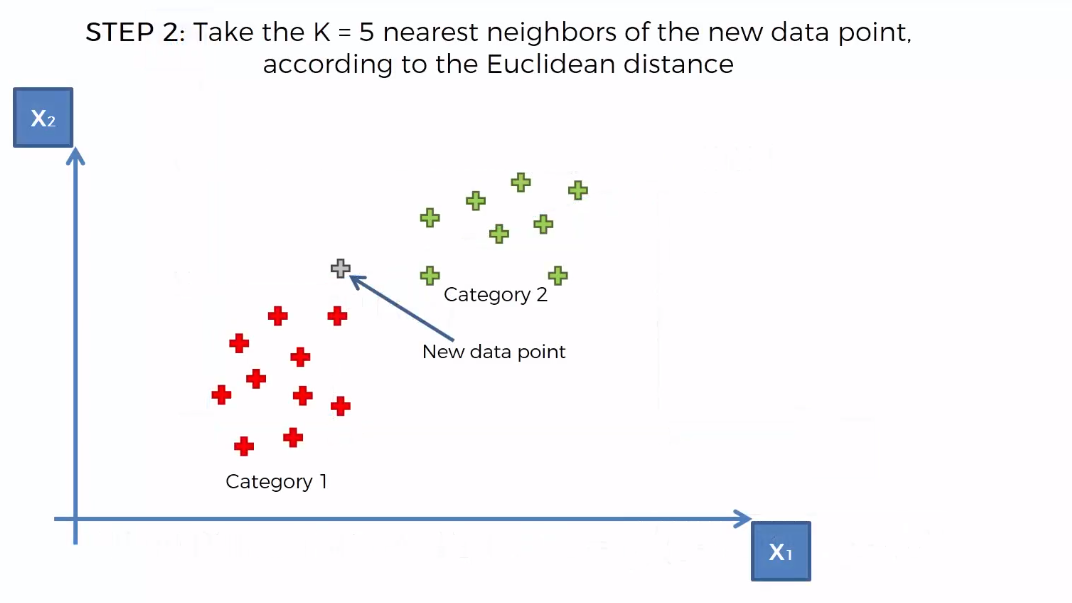 STEP 2: Take the K = 5 nearest neighbors of the new data point,
according to the Euclidean distance
X2
Category 2
New data point
Category 1
X1